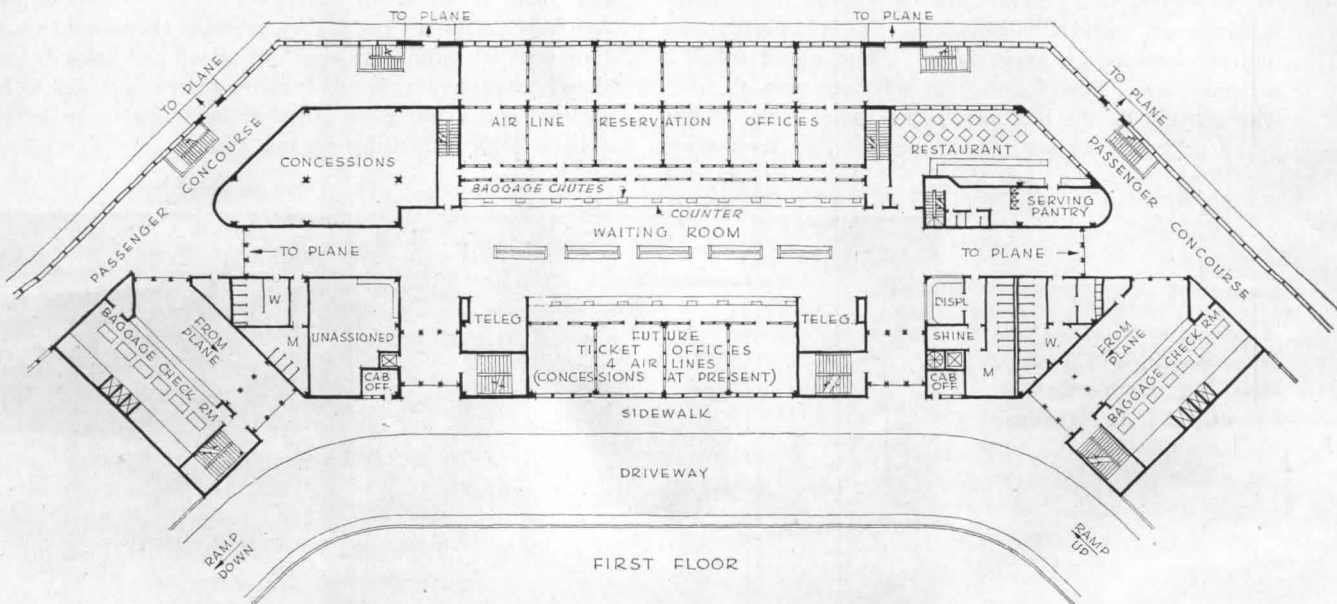 TO PLANE
TO PLANE
TO PLANE
TO PLANE
PASSENGER CONCOURSE
PASSENGER CONCOURSE
CONCESSIONS
AIR LINE RESERVATION OFFICES
RESTAURANT
BAGGAGE CHUTES
SERVING
PANTRY
COUNTER
WAITING ROOM
TO PLANE
TO PLANE
BAGGAGE CHECK RM
FROM
PLANE
W
M
UNASSIGNED
CAB
OFF.
TELEG
FUTURE
TICKET OFFICES
4 AIR LINES
(CONCESSIONS AT PRESENT)
TELEG
DISPL
SHINE
CAB
OFF
M
W.
FROM
PLANE
BAGGAGE CHECK RM
SIDEWALK
DRIVEWAY
RAMP
DOWN
RAMP
UP
FIRST FLOOR